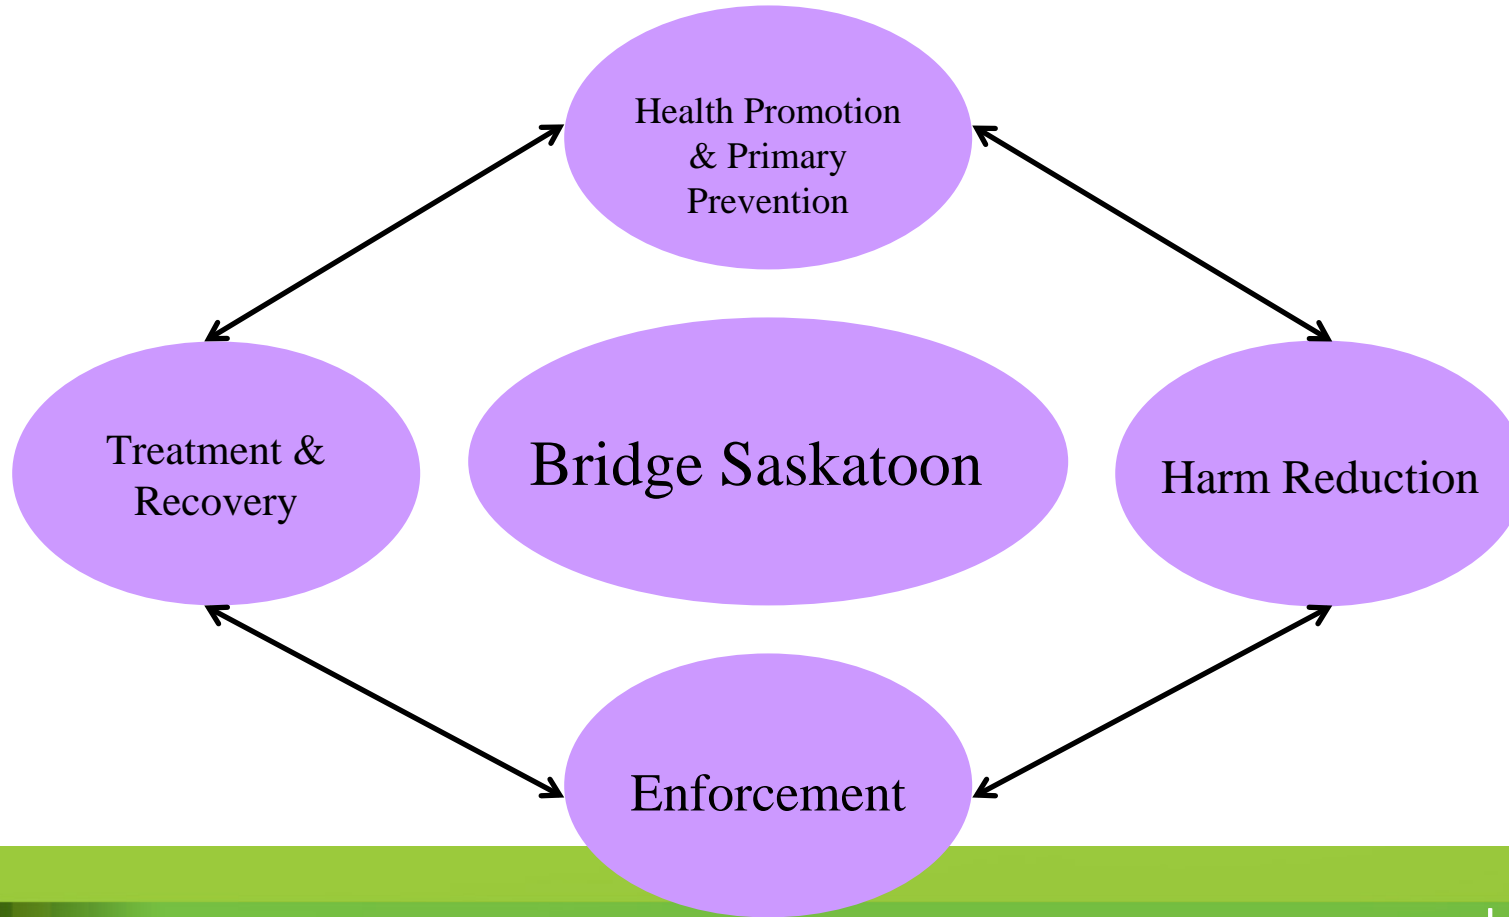 Health Promotion
& Primary
Prevention
Treatment &
Recovery
Bridge Saskatoon
Harm Reduction
Enforcement